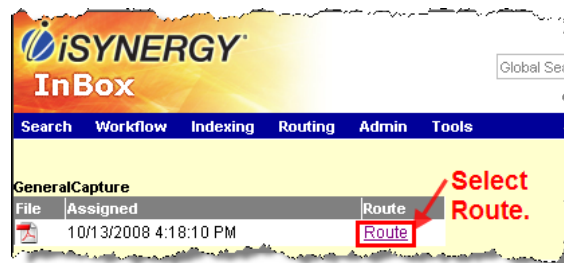 iSYNERGY
InBox
Global Sea
Search Workflow Indexing Routing Admin Tools
GeneralCapture
File Assigned Route
10/13/2008 4:18:10 PM Route
Select
Route.